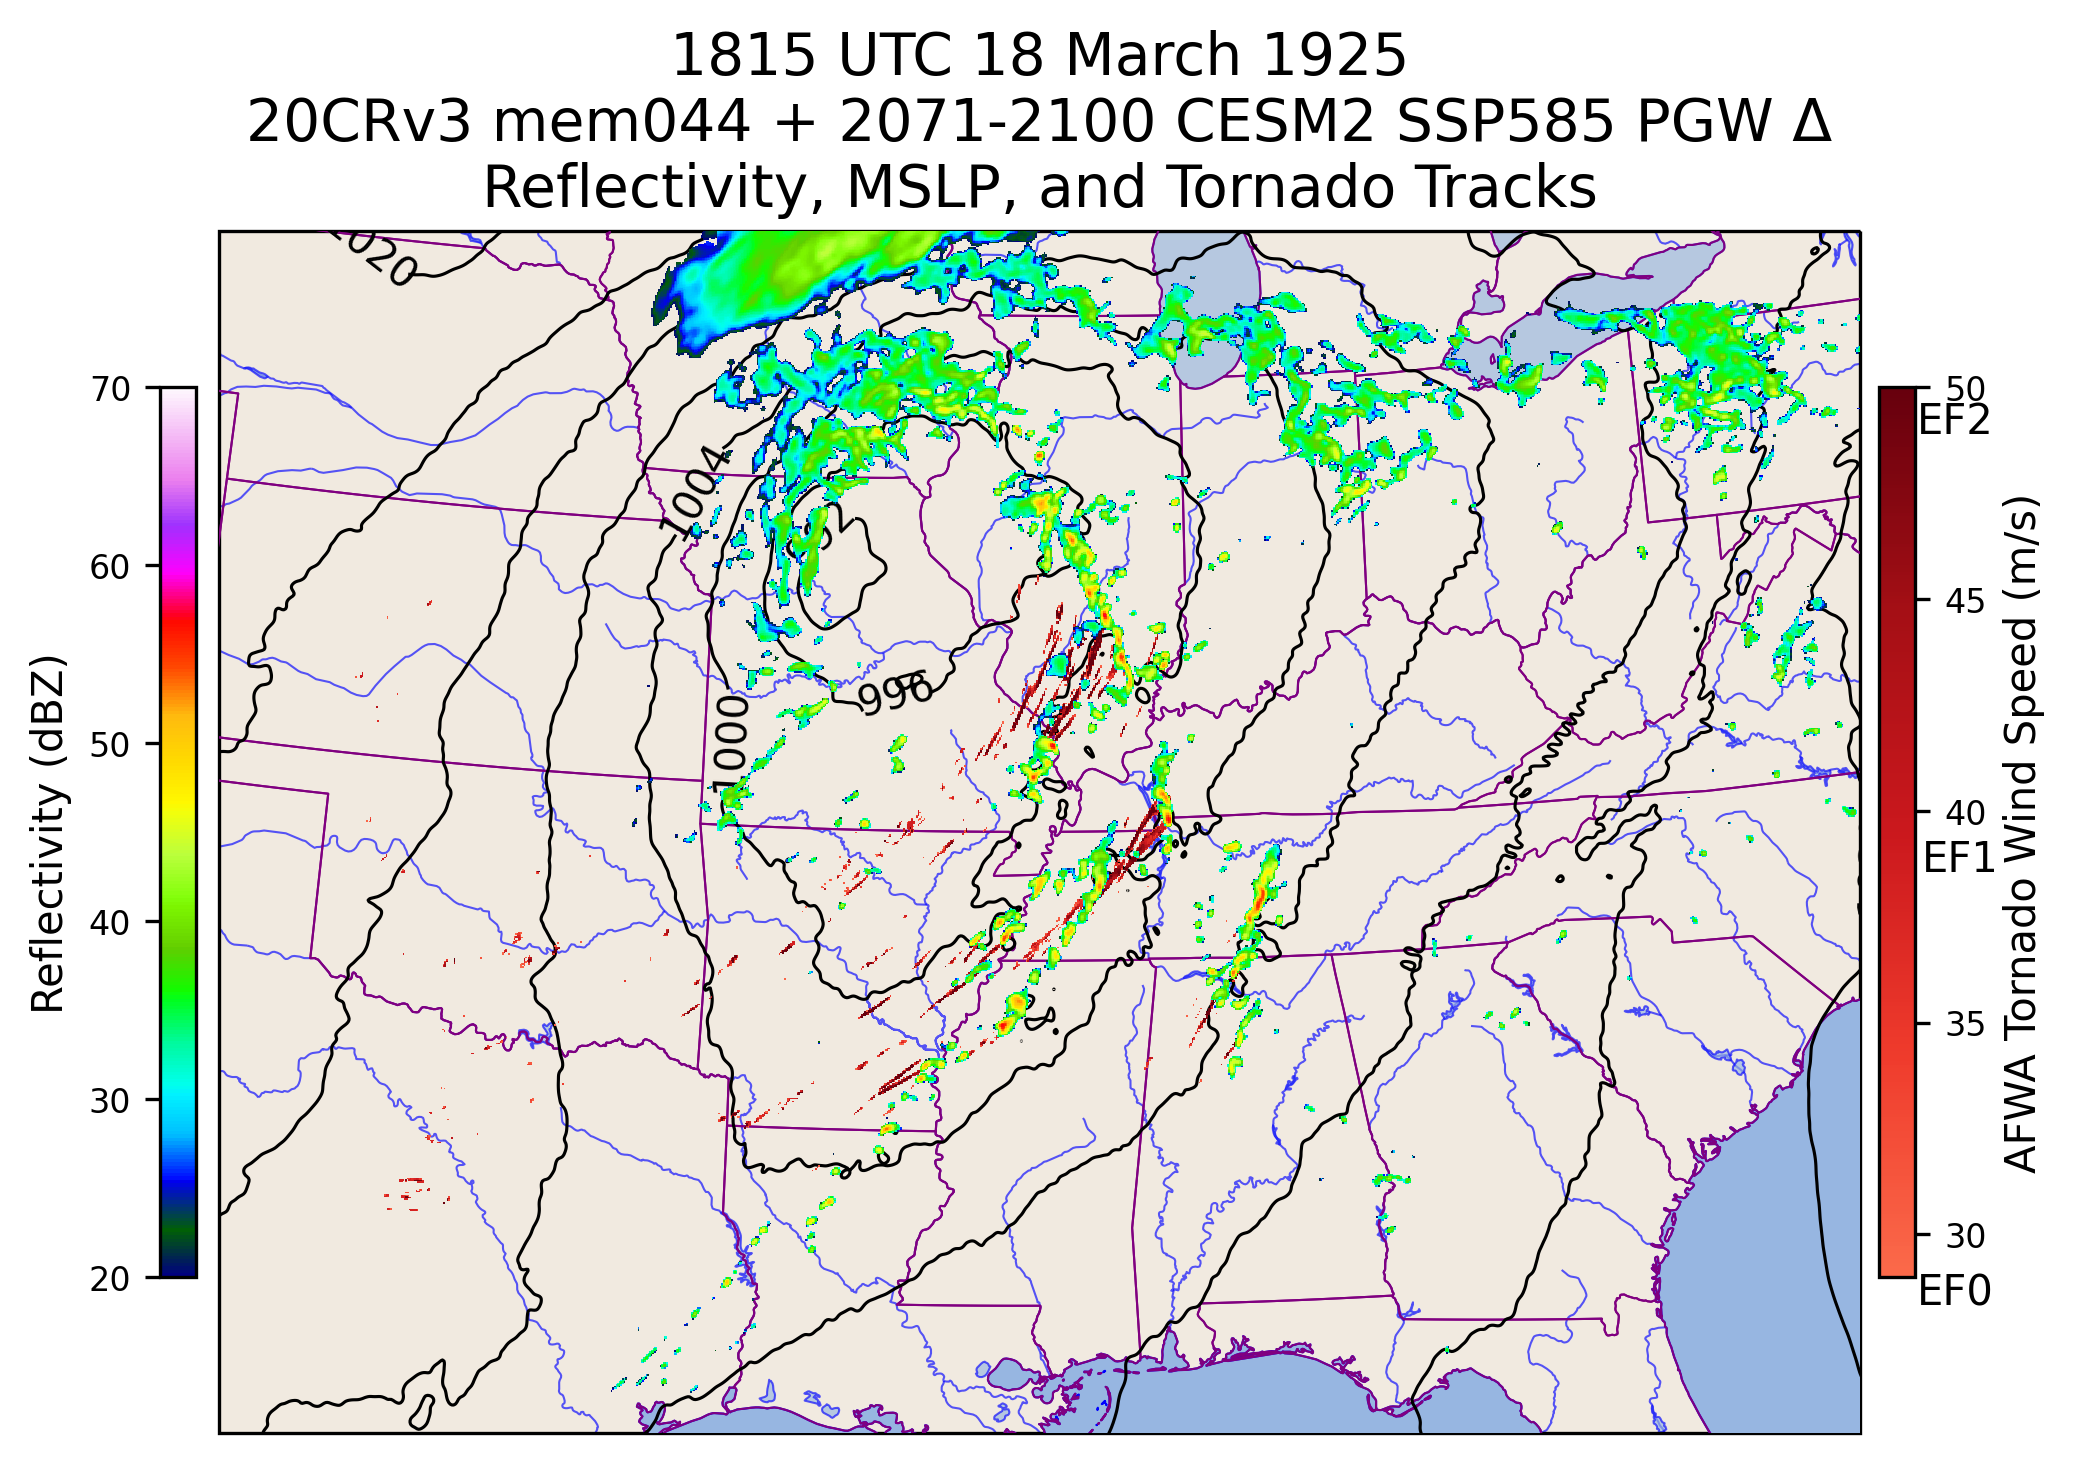 1815 UTC 18 March 1925
20CRv3 mem044 + 2071-2100 CESM2 SSP585 PGW Δ
Reflectivity, MSLP, and Tornado Tracks
Reflectivity (dBZ)
70
60
50
40
30
20
1020
1004
996
1000
50
EF2
45
40
EF1
35
30
EF0
AFWA Tornado Wind Speed (m/s)